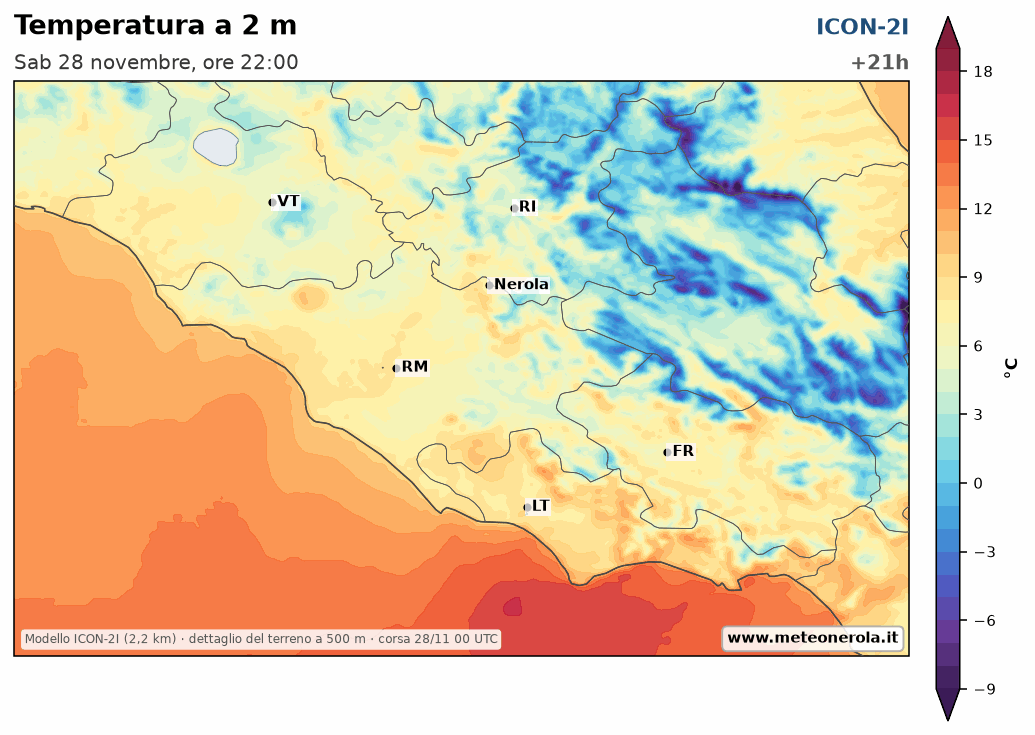 Temperatura a 2 m
ICON-2I
Sab 28 novembre, ore 22:00
+21h
18
15
12
9
6
3
0
−3
−6
−9
°C
VT
RI
Nerola
RM
FR
LT
Modello ICON-2I (2,2 km) · dettaglio del terreno a 500 m · corsa 28/11 00 UTC
www.meteonerola.it